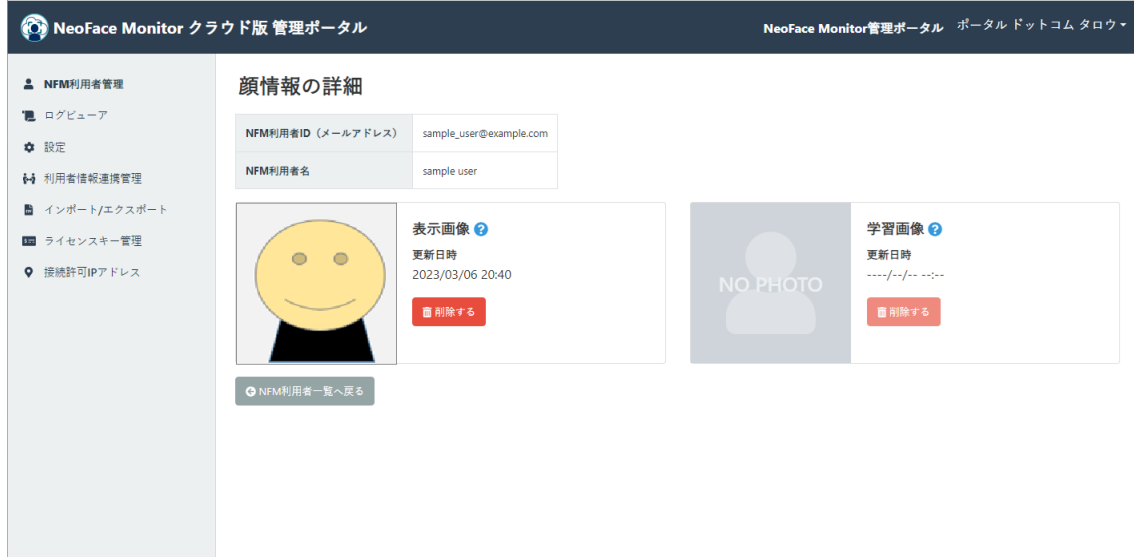 NeoFace Monitor クラウド版 管理ポータル
NeoFace Monitor管理ポータル ポータル ドットコム タロウ
NFM利用者管理
ログビューア
設定
利用者情報連携管理
インポート/エクスポート
ライセンスキー管理
接続許可IPアドレス
顔情報の詳細
NFM利用者ID（メールアドレス） sample_user@example.com
NFM利用者名 sample user
表示画像 ?
更新日時
2023/03/06 20:40
削除する
NO PHOTO
学習画像 ?
更新日時
----/--/-- --:--
削除する
NFM利用者一覧へ戻る